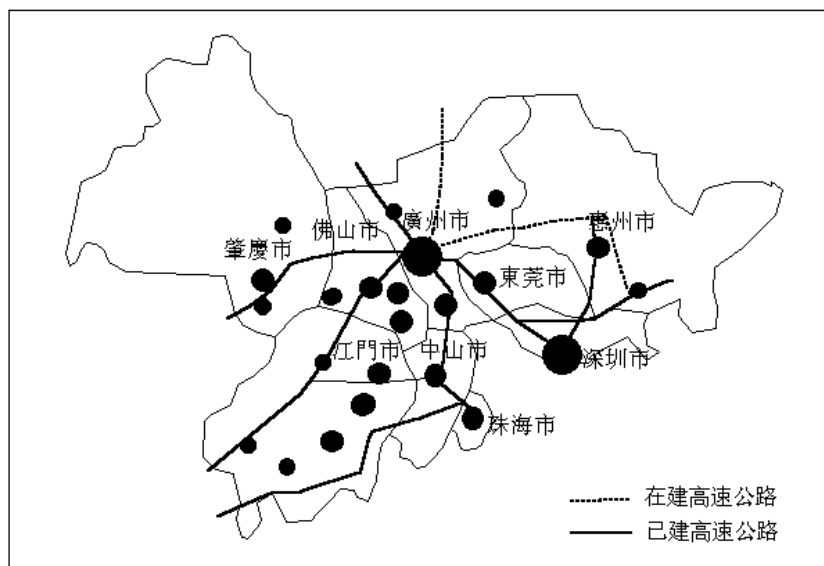 廣州市
惠州市
佛山市
肇慶市
東莞市
江門市
中山市
深圳市
珠海市
在建高速公路
已建高速公路